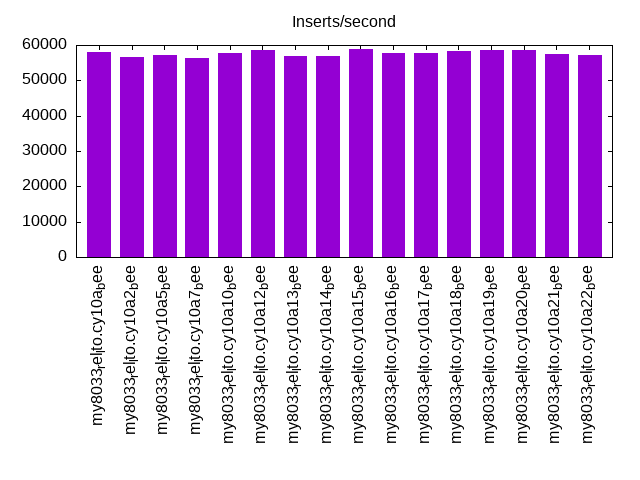 Inserts/second
60000
50000
40000
30000
20000
10000
0
my8033rellto.cy10abee
my8033rellto.cy10a2bee
my8033rellto.cy10a5bee
my8033rellto.cy10a7bee
my8033rellto.cy10a10bee
my8033rellto.cy10a12bee
my8033rellto.cy10a13bee
my8033rellto.cy10a14bee
my8033rellto.cy10a15bee
my8033rellto.cy10a16bee
my8033rellto.cy10a17bee
my8033rellto.cy10a18bee
my8033rellto.cy10a19bee
my8033rellto.cy10a20bee
my8033rellto.cy10a21bee
my8033rellto.cy10a22bee